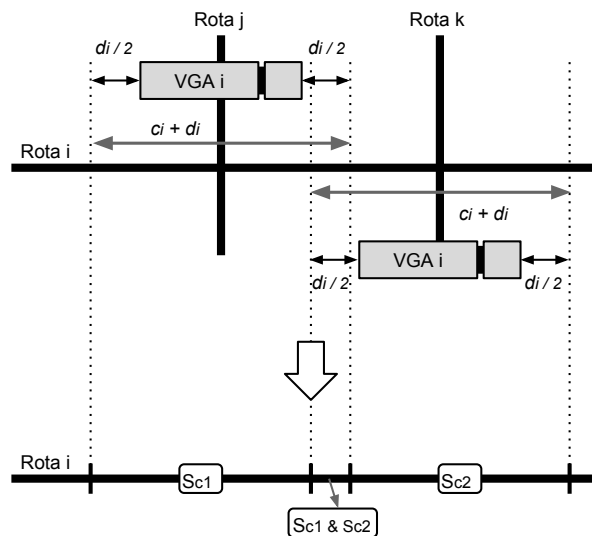 Rota j
Rota k
di / 2
di / 2
VGA i
ci + di
Rota i
ci + di
VGA i
di / 2
di / 2
Rota i
Sc1
Sc2
Sc1 & Sc2